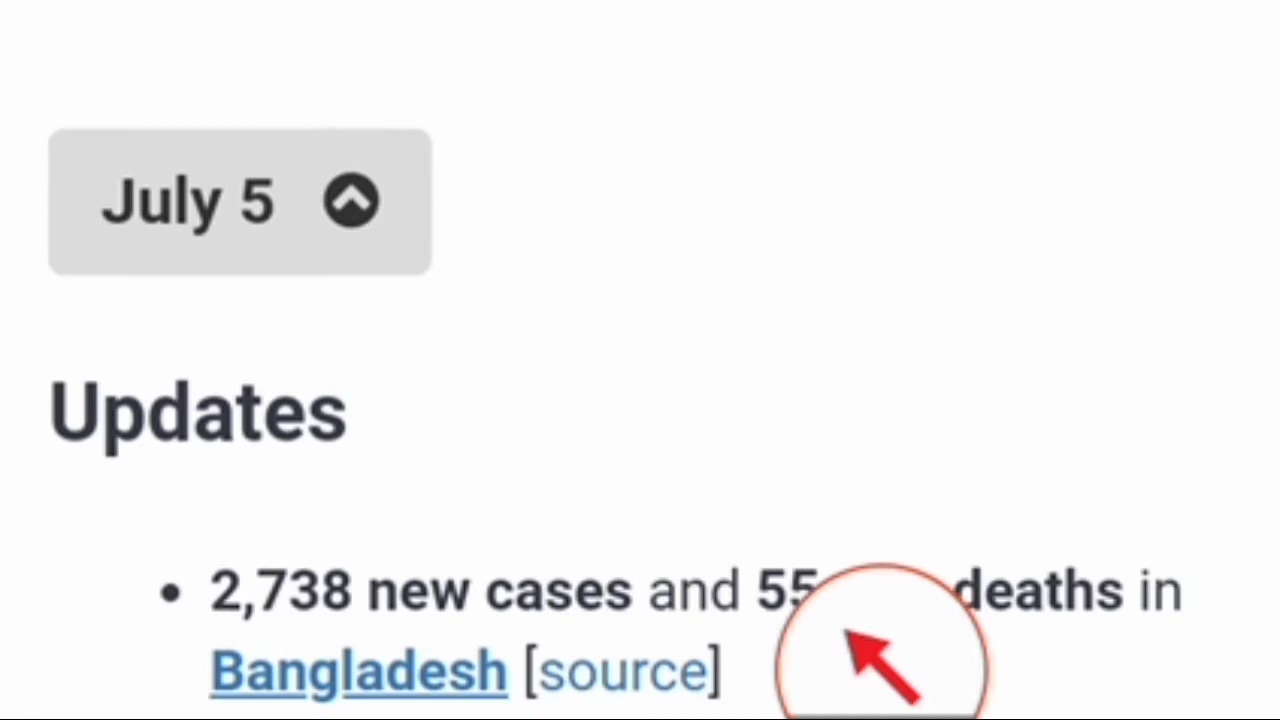 July 5
Updates
• 2,738 new cases and 55 deaths in
Bangladesh [source]